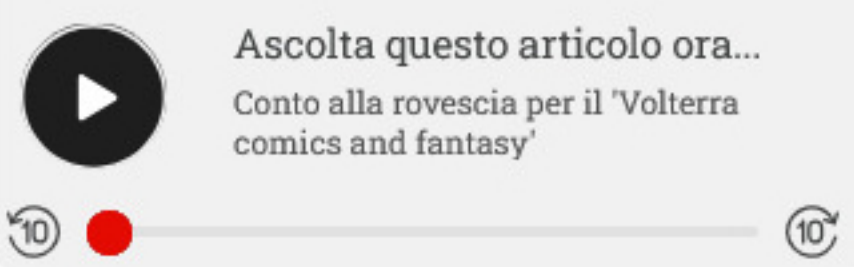 Ascolta questo articolo ora...
Conto alla rovescia per il 'Volterra
comics and fantasy'
10
10